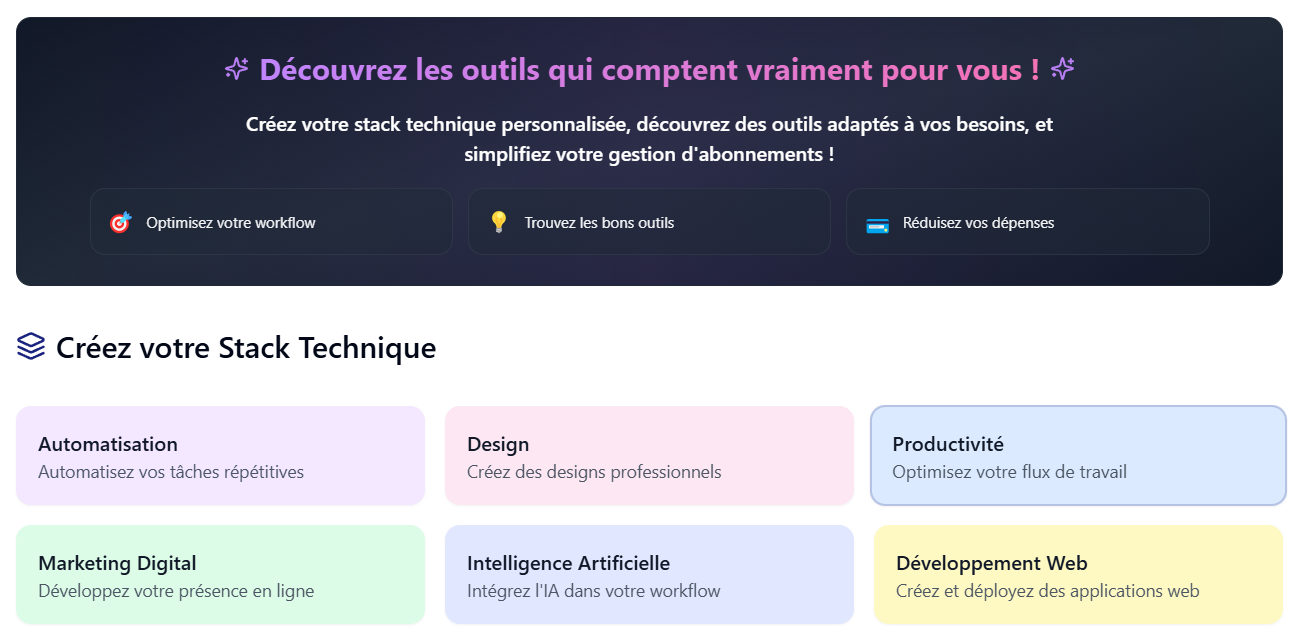 Découvrez les outils qui comptent vraiment pour vous !
Créez votre stack technique personnalisée, découvrez des outils adaptés à vos besoins, et
simplifiez votre gestion d'abonnements !
Optimisez votre workflow
Trouvez les bons outils
Réduisez vos dépenses
Créez votre Stack Technique
Automatisation
Automatisez vos tâches répétitives
Design
Créez des designs professionnels
Productivité
Optimisez votre flux de travail
Marketing Digital
Développez votre présence en ligne
Intelligence Artificielle
Intégrez l'IA dans votre workflow
Développement Web
Créez et déployez des applications web